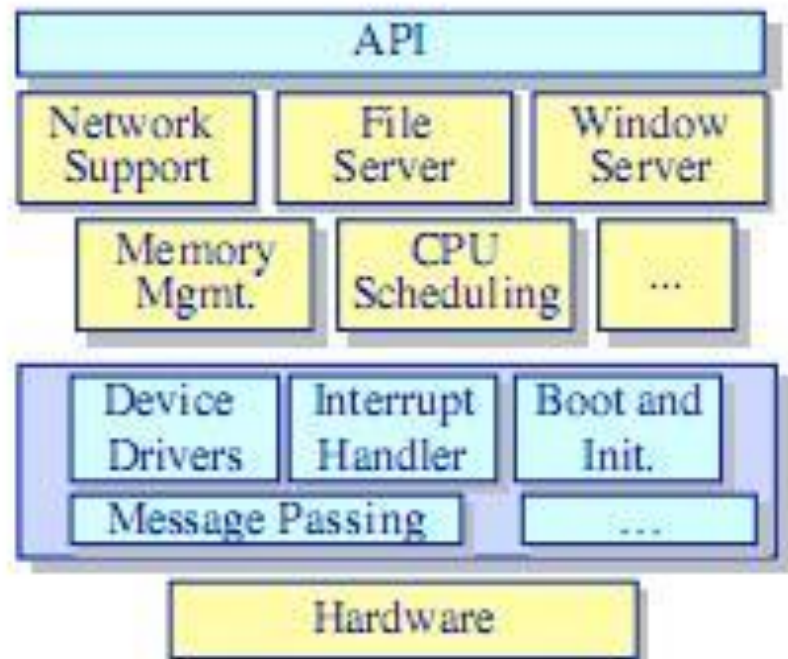 API
Network
Support
File
Server
Window
Server
Memory
Mgmt.
CPU
Scheduling
...
Device
Drivers
Interrupt
Handler
Boot and
Init.
Message Passing
...
Hardware